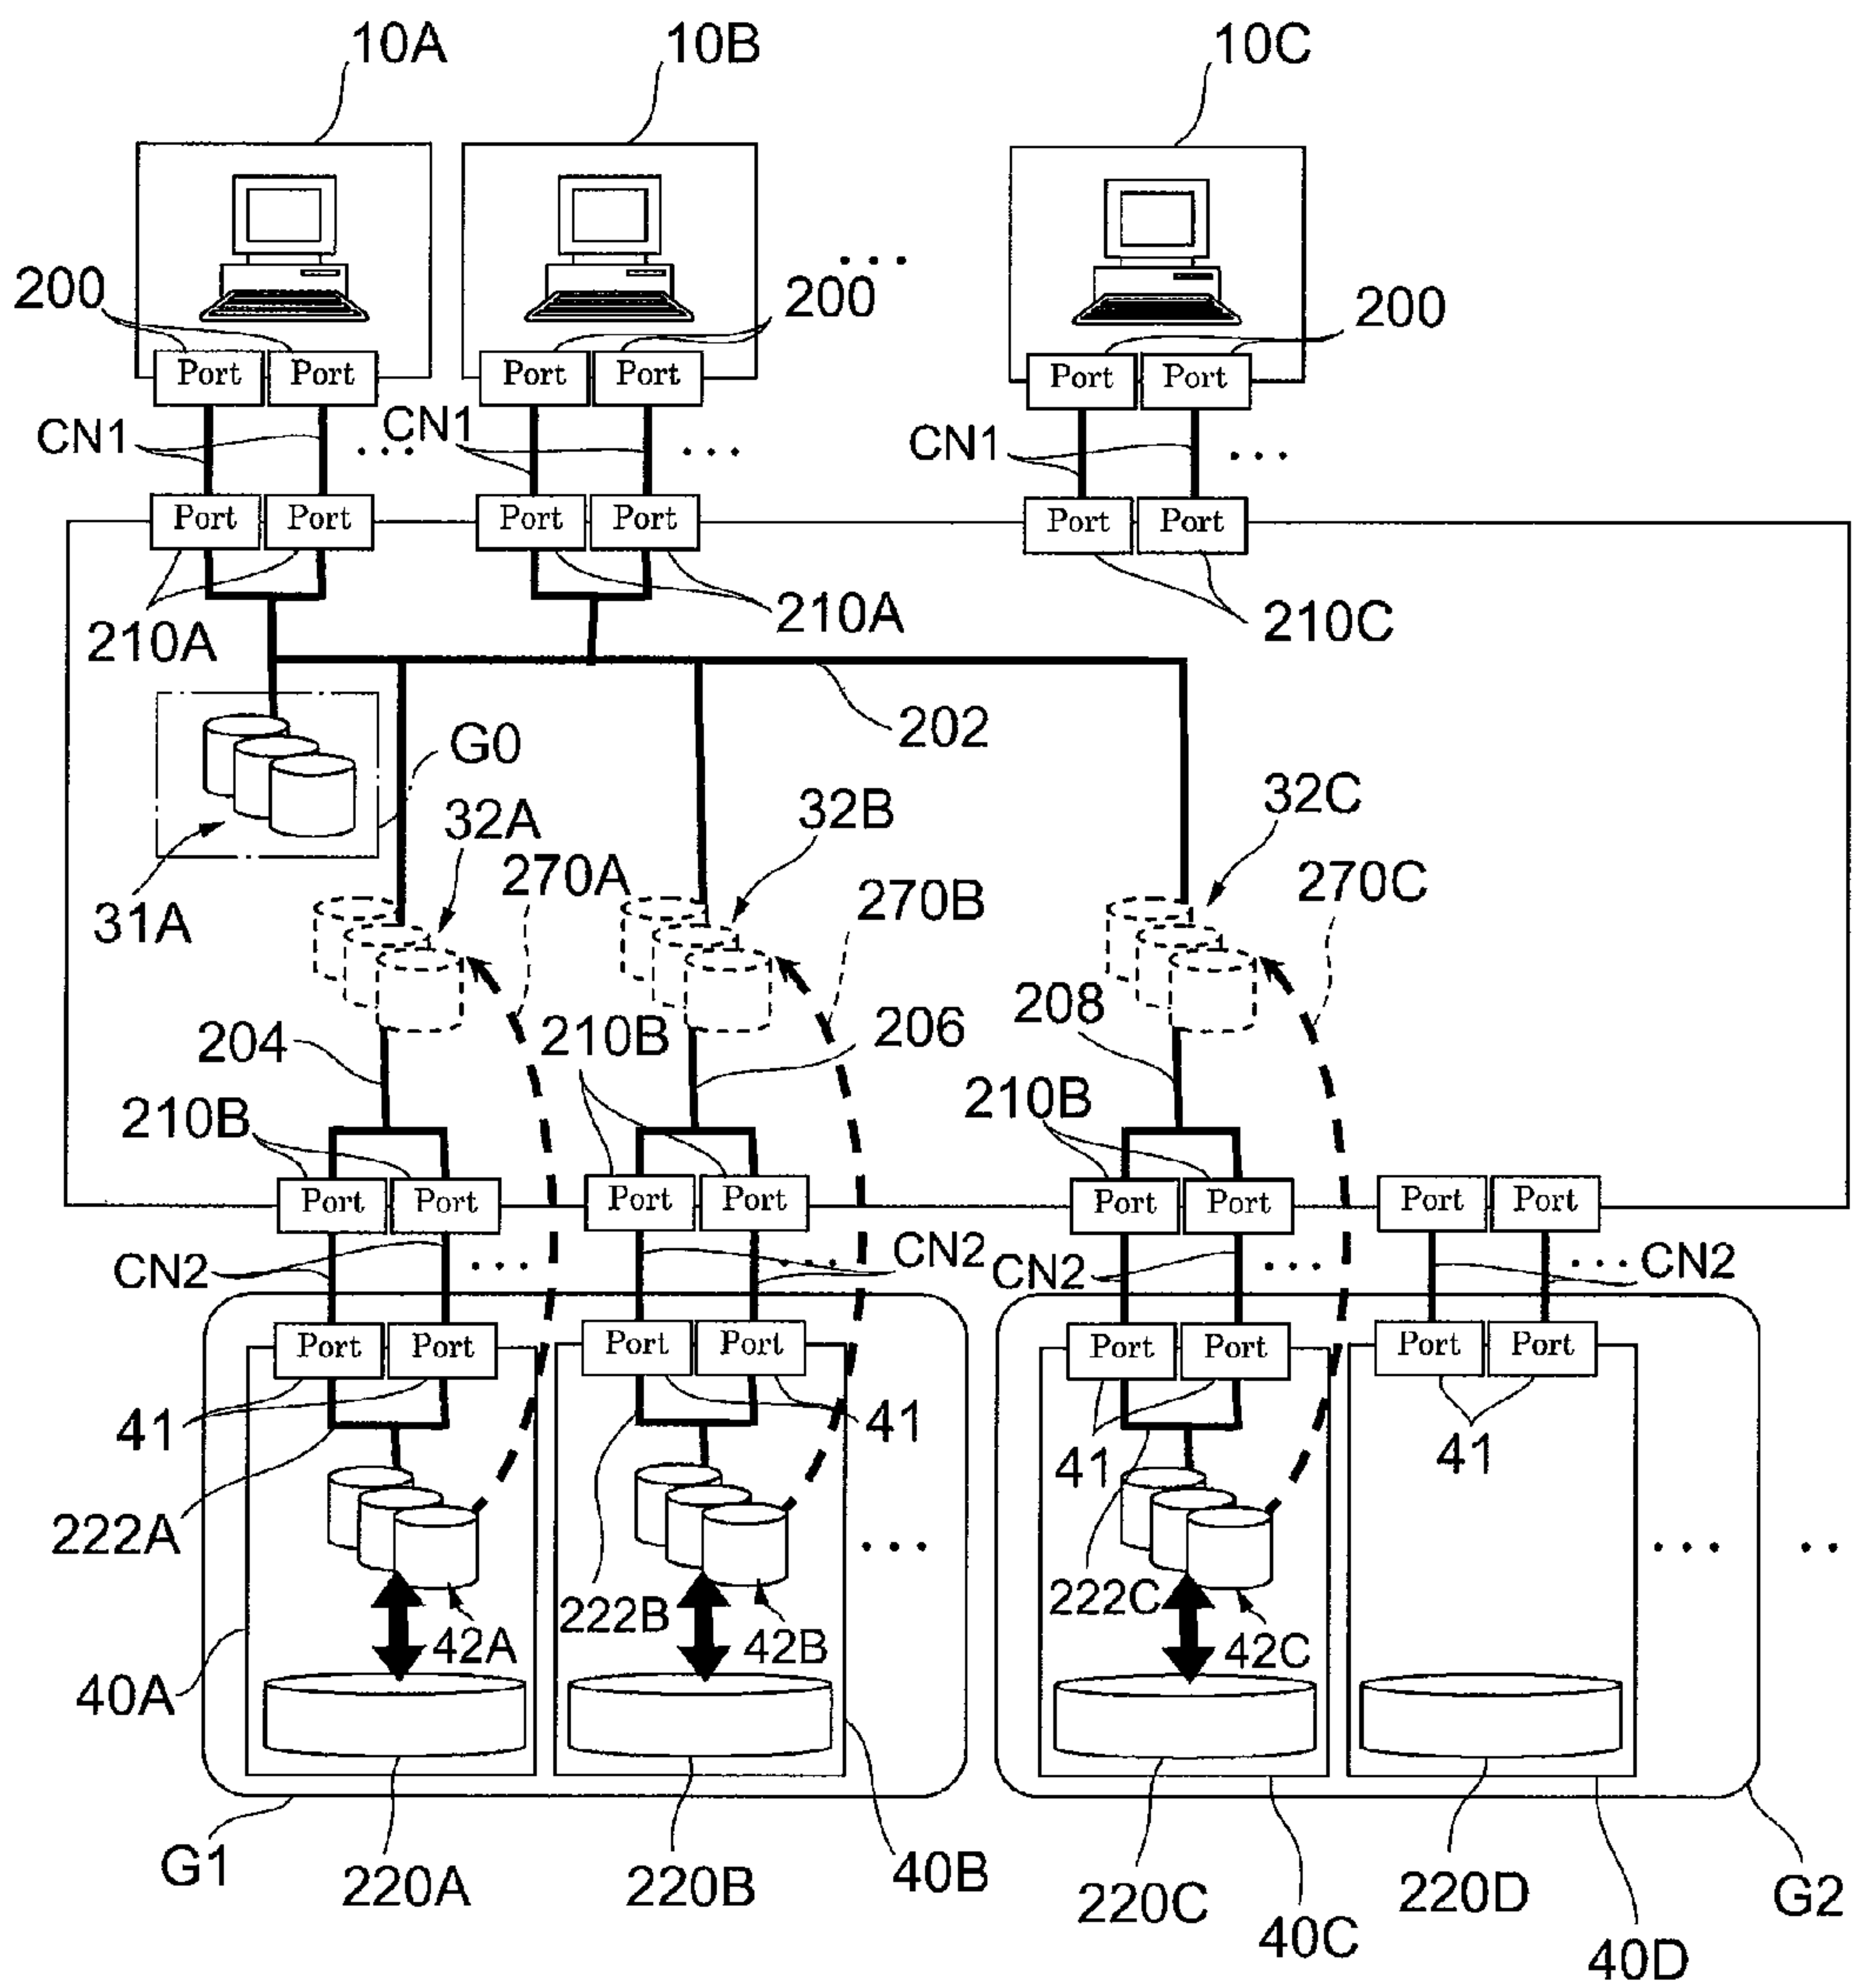 10A 10B 10C
...
200 200 200
Port Port Port Port Port Port
CN1 ... CN1 ... CN1 ...
Port Port Port Port Port Port
210A 210A 210C
202
G0
31A
32A 32B 32C
270A 270B 270C
204 210B 206 208
210B 210B
Port Port Port Port Port Port Port Port
CN2 ... ... CN2 CN2 ... ... CN2
Port Port Port Port Port Port Port Port
41 41 41 41
222A ... ... ..
222B 222C
42A 42B 42C
40A
G1 220A 220B 40B 220C 40C 220D 40D G2